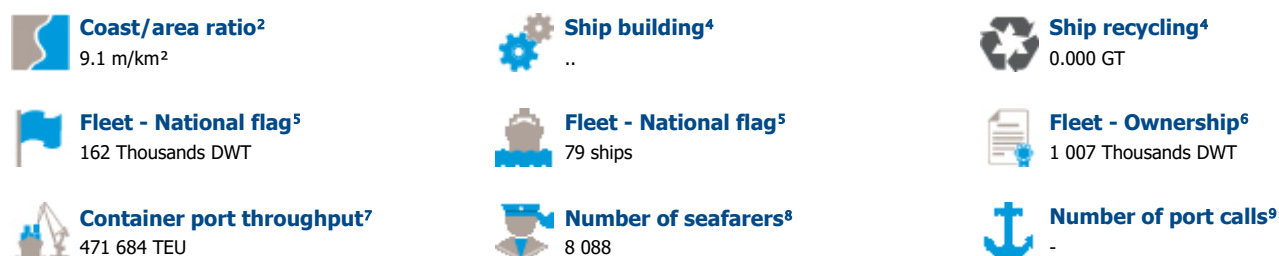 Coast/area ratio²
9.1 m/km²
Ship building⁴
..
Ship recycling⁴
0.000 GT
Fleet - National flag⁵
162 Thousands DWT
Fleet - National flag⁵
79 ships
Fleet - Ownership⁶
1 007 Thousands DWT
Container port throughput⁷
471 684 TEU
Number of seafarers⁸
8 088
Number of port calls⁹
-